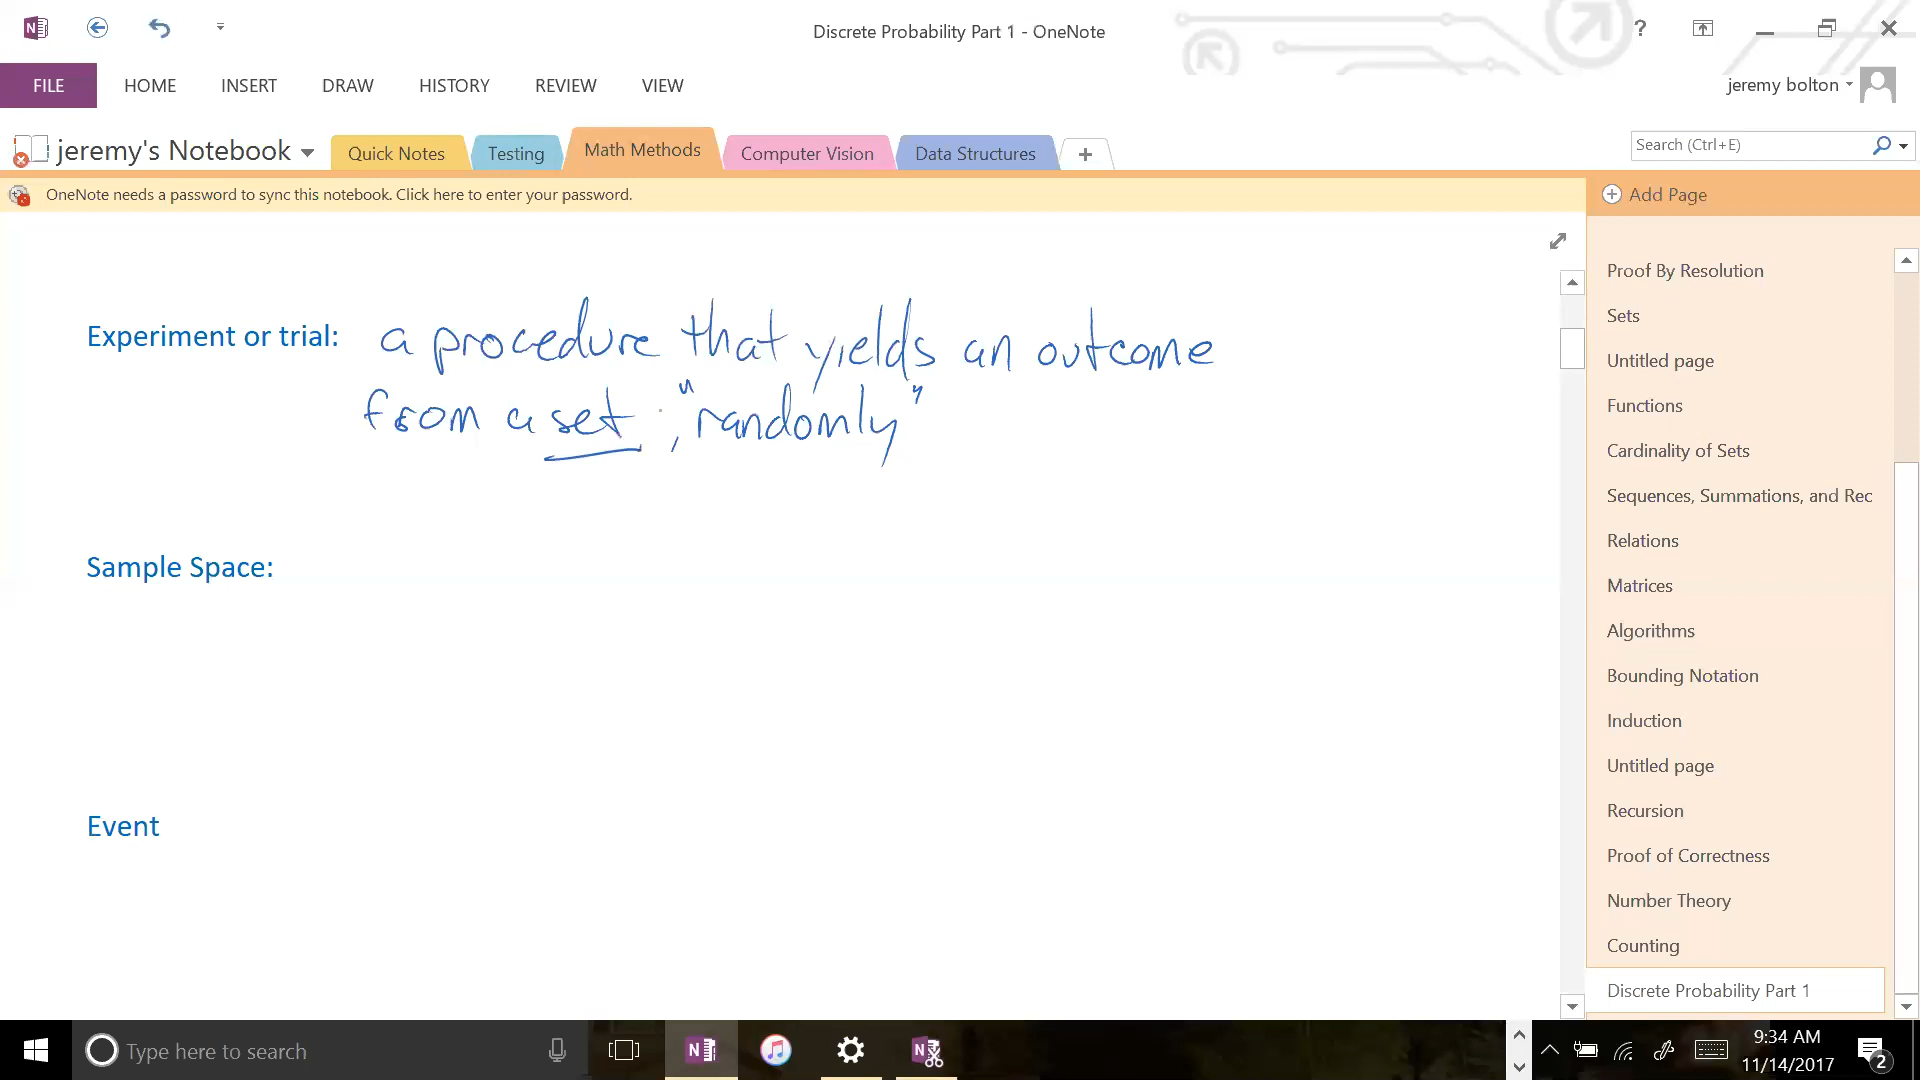 Discrete Probability Part 1 - OneNote
?
FILE HOME INSERT DRAW HISTORY REVIEW VIEW
jeremy bolton
jeremy's Notebook
Quick Notes
Testing
Math Methods
Computer Vision
Data Structures
Search (Ctrl+E)
OneNote needs a password to sync this notebook. Click here to enter your password.
Add Page
Experiment or trial: a procedure that yields an outcome
from a set, "randomly"
Sample Space:
Event
Proof By Resolution
Sets
Untitled page
Functions
Cardinality of Sets
Sequences, Summations, and Rec
Relations
Matrices
Algorithms
Bounding Notation
Induction
Untitled page
Recursion
Proof of Correctness
Number Theory
Counting
Discrete Probability Part 1
Type here to search
9:34 AM
11/14/2017
2